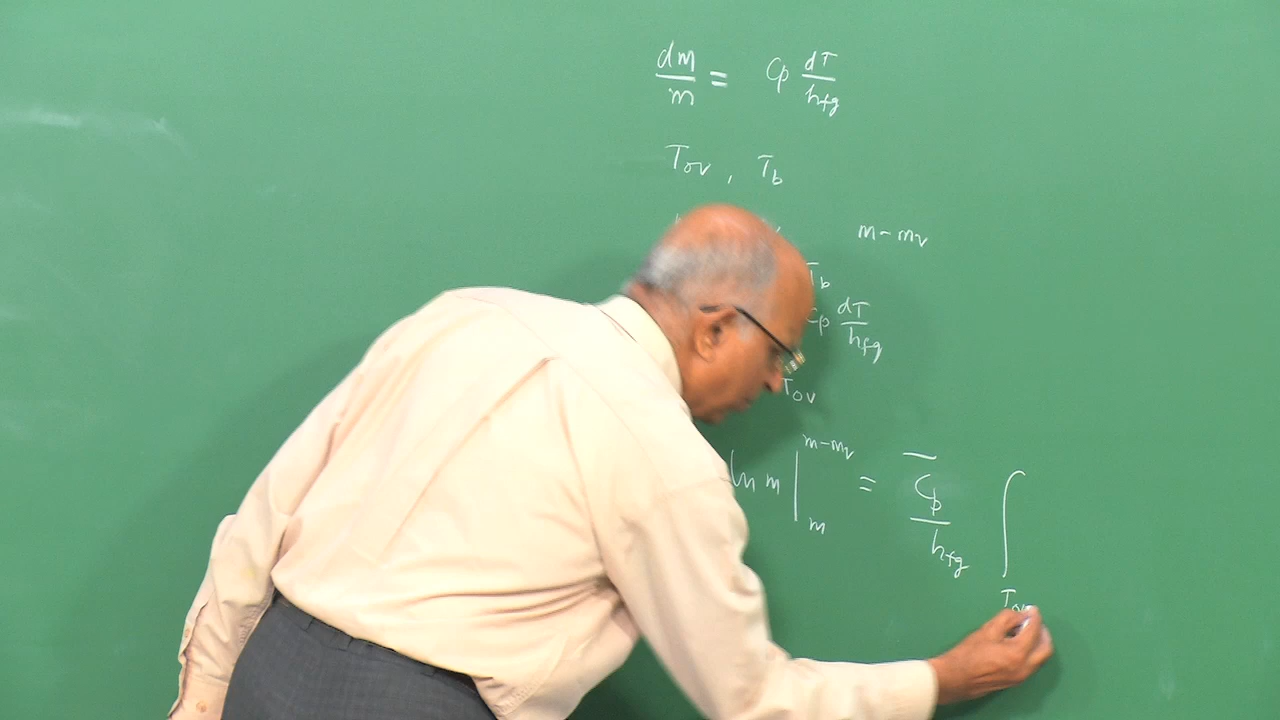 dm/m = Cp dT/hfg
Tov , Tb
m-mv
Tb
Cp dT/hfg
Tov
ln m | m-mv m = Cp/hfg ∫
Tov